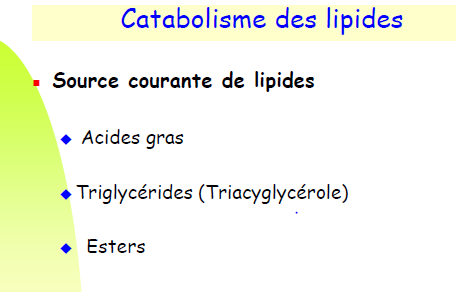 Catabolisme des lipides
Source courante de lipides
Acides gras
Triglycérides (Triacyglycérole)
Esters